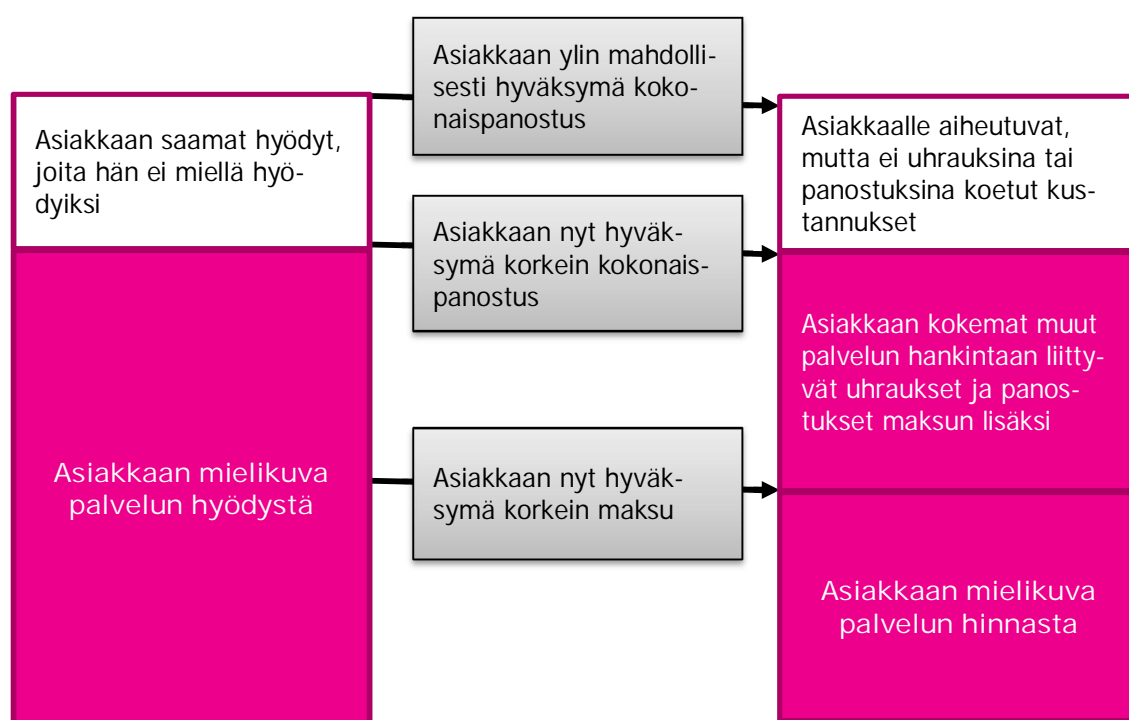 Asiakkaan ylin mahdolli-
sesti hyväksymä koko-
naispanostus
Asiakkaan saamat hyödyt,
joita hän ei miellä hyö-
dyiksi
Asiakkaalle aiheutuvat,
mutta ei uhrauksina tai
panostuksina koetut kus-
tannukset
Asiakkaan nyt hyväk-
symä korkein kokonais-
panostus
Asiakkaan kokemat muut
palvelun hankintaan liitty-
vät uhraukset ja panos-
tukset maksun lisäksi
Asiakkaan mielikuva
palvelun hyödystä
Asiakkaan nyt hyväk-
symä korkein maksu
Asiakkaan mielikuva
palvelun hinnasta